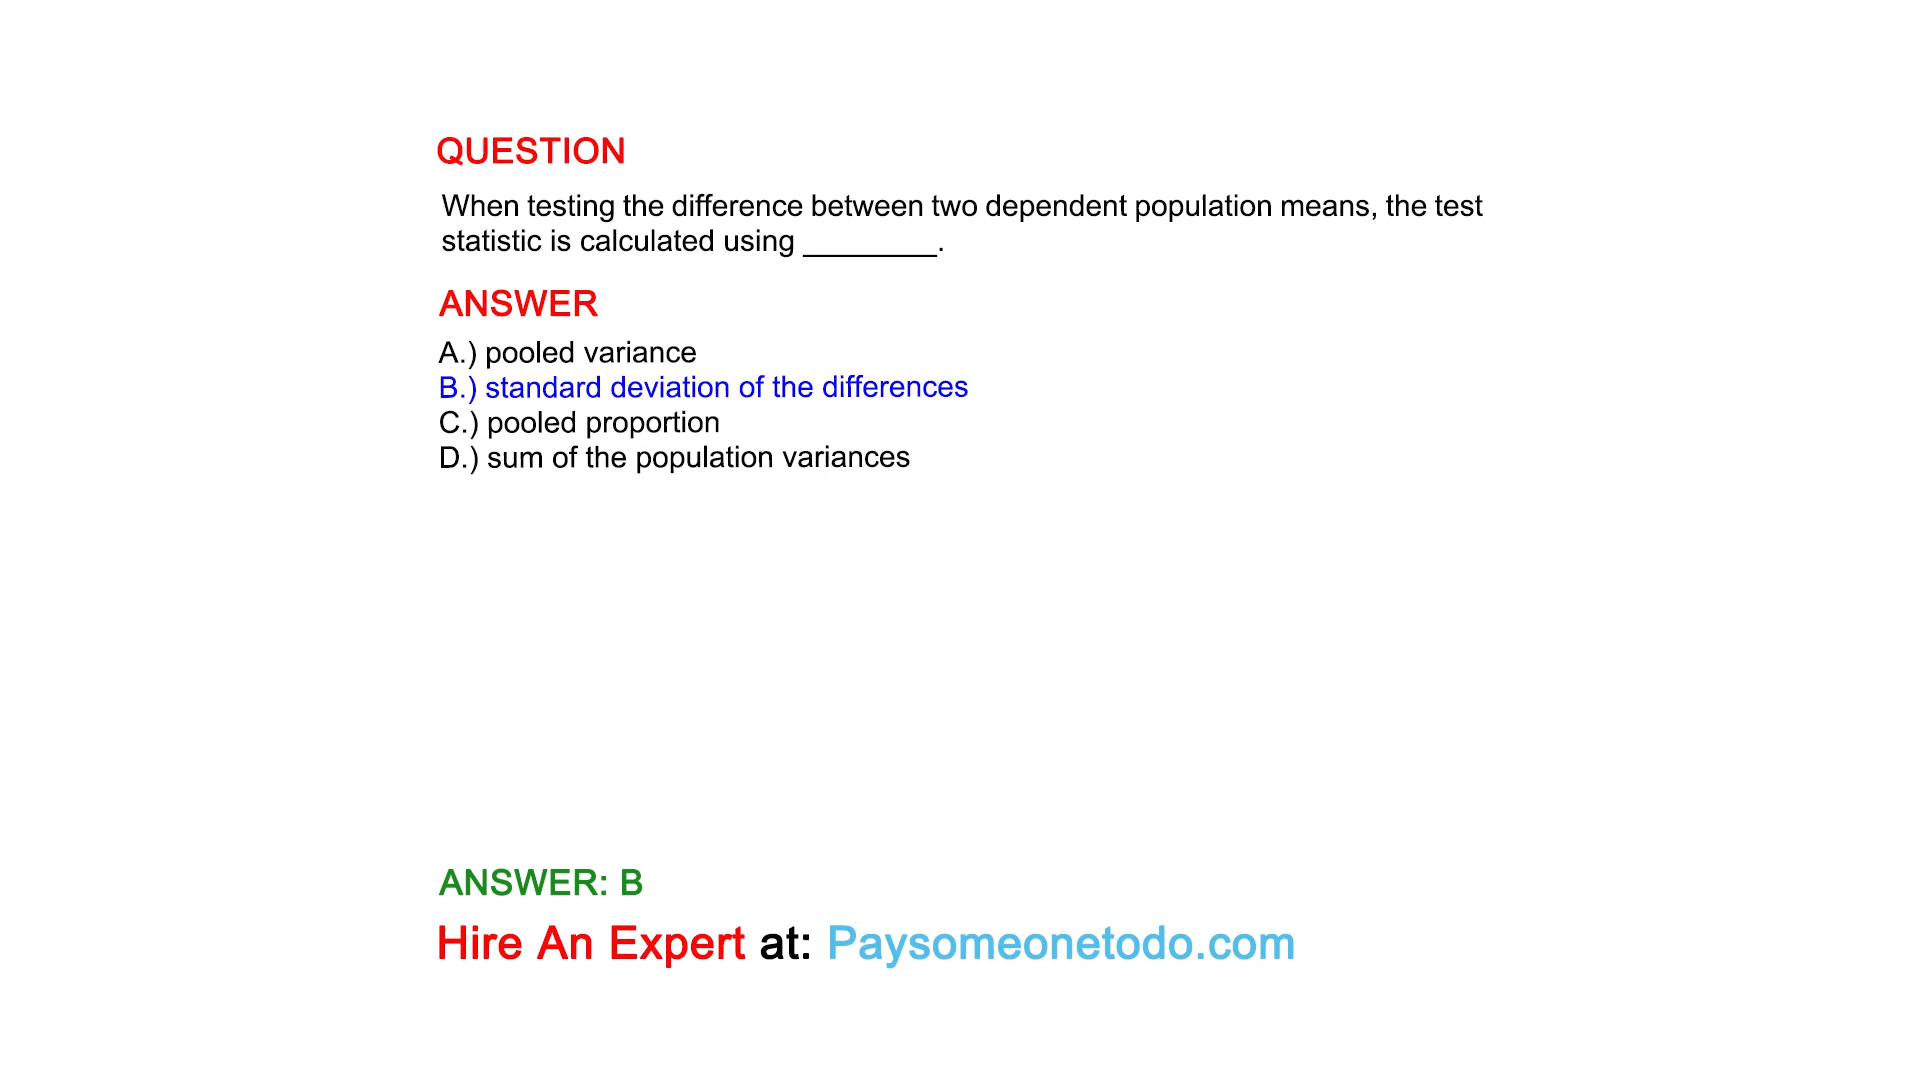 QUESTION
When testing the difference between two dependent population means, the test
statistic is calculated using ________.
ANSWER
A.) pooled variance
B.) standard deviation of the differences
C.) pooled proportion
D.) sum of the population variances
ANSWER: B
Hire An Expert at: Paysomeonetodo.com